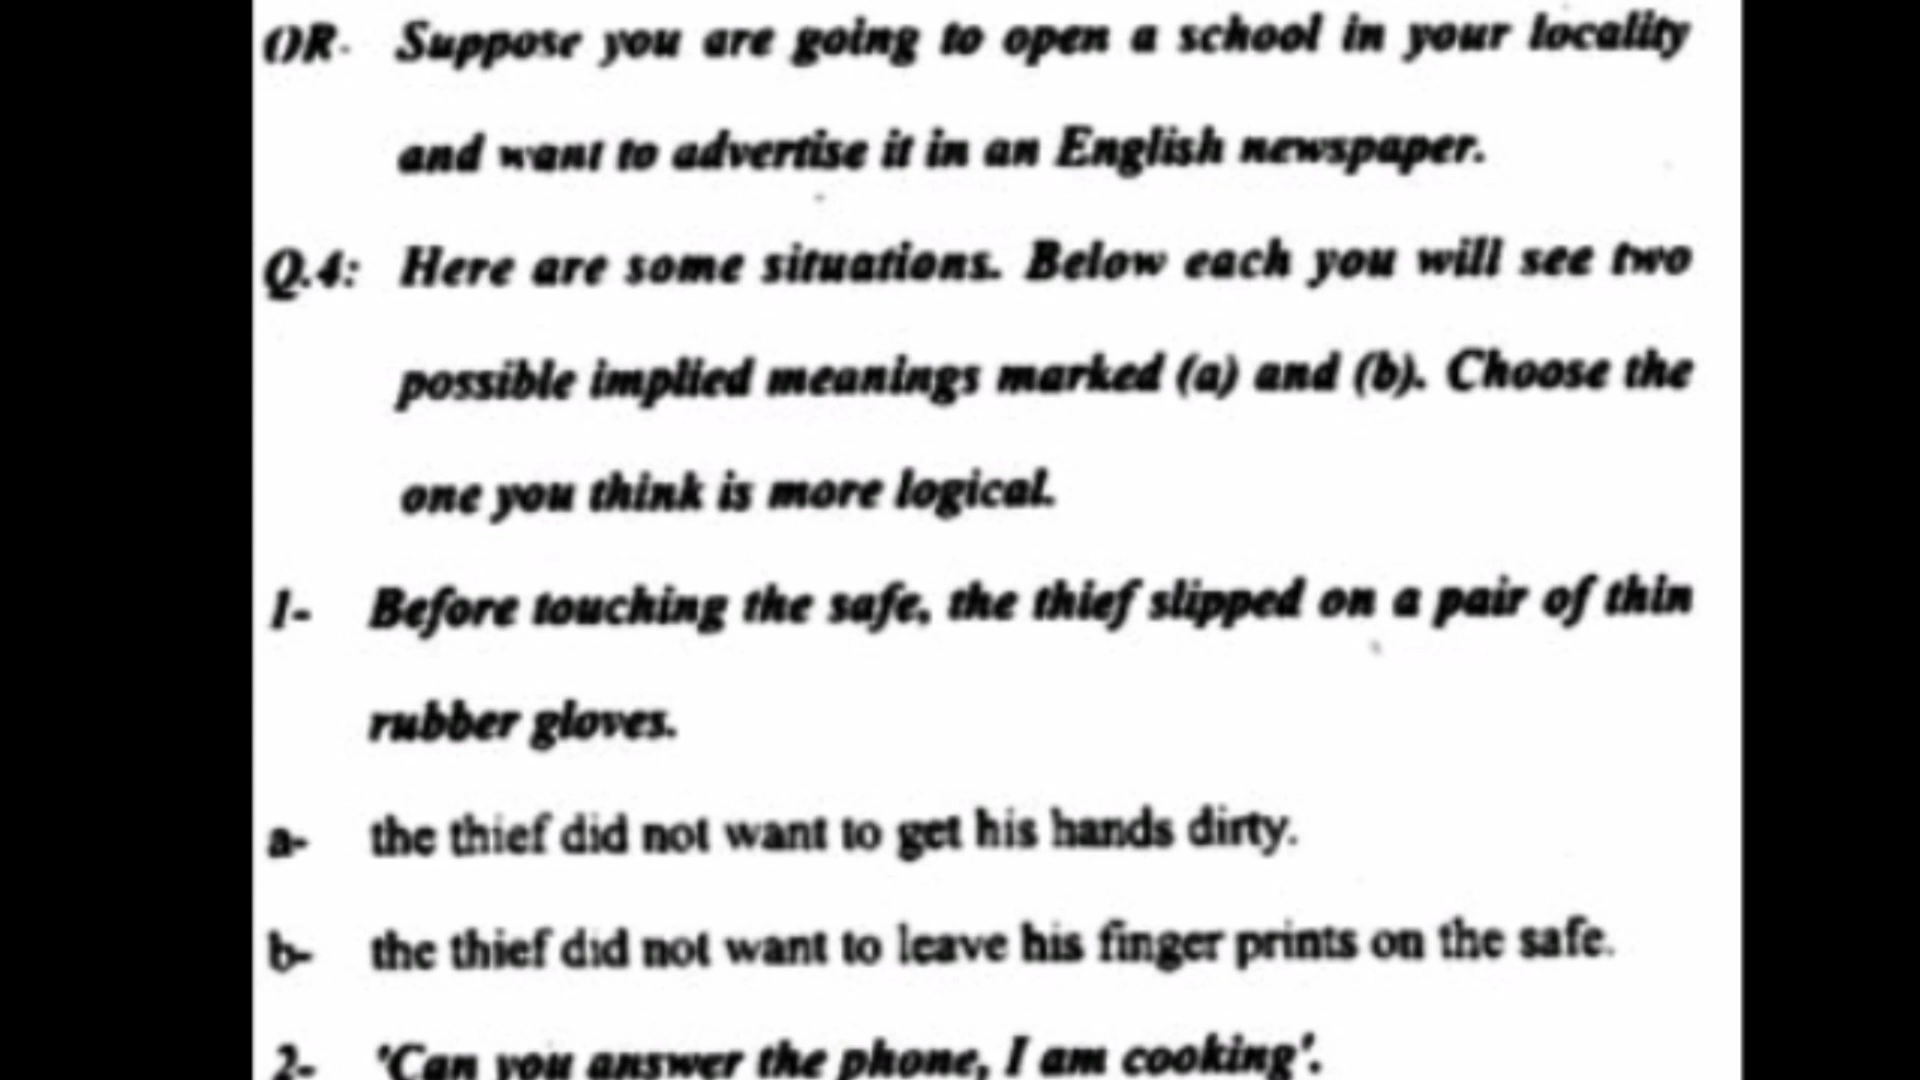 OR- Suppose you are going to open a school in your locality
and want to advertise it in an English newspaper.
Q.4: Here are some situations. Below each you will see two
possible implied meanings marked (a) and (b). Choose the
one you think is more logical.
1- Before touching the safe, the thief slipped on a pair of thin
rubber gloves.
a- the thief did not want to get his hands dirty.
b- the thief did not want to leave his finger prints on the safe.
2- 'Can you answer the phone, I am cooking'.